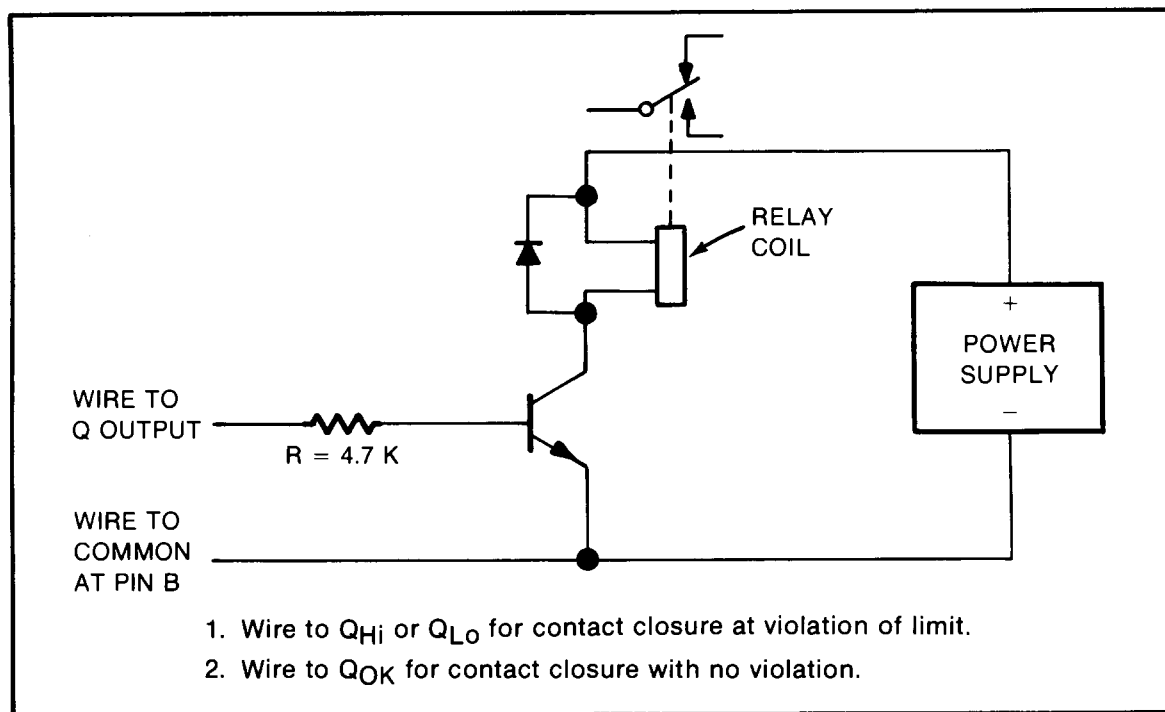 RELAY
COIL
+
POWER
SUPPLY
−
WIRE TO
Q OUTPUT
R = 4.7 K
WIRE TO
COMMON
AT PIN B
1. Wire to QHi or QLo for contact closure at violation of limit.
2. Wire to QOK for contact closure with no violation.